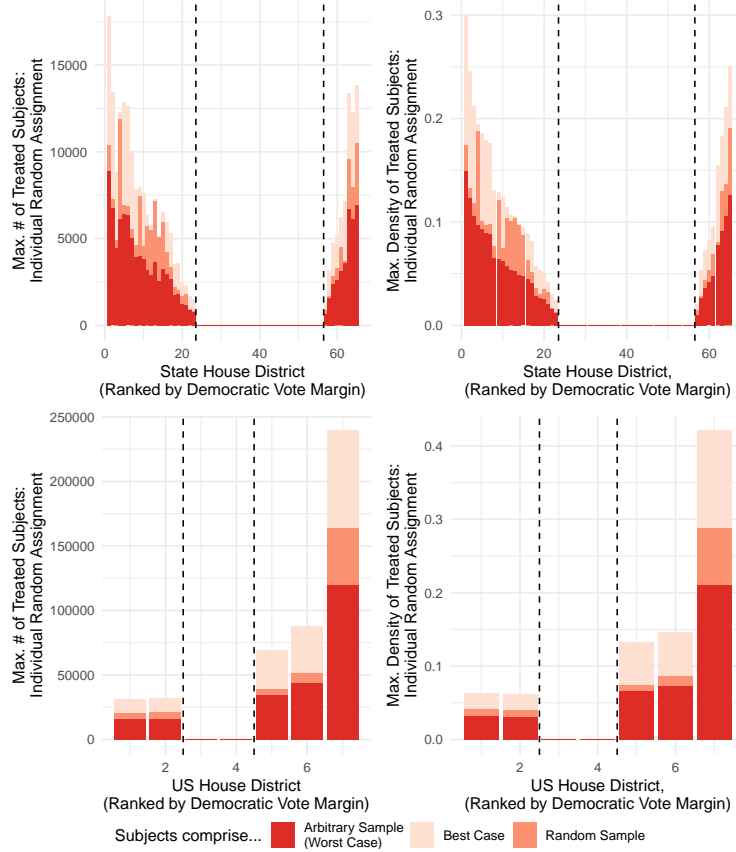 Max. # of Treated Subjects:
Individual Random Assignment
17500
15000
10000
5000
0
0 20 40 60
State House District
(Ranked by Democratic Vote Margin)
Max. Density of Treated Subjects:
Individual Random Assignment
0.3
0.2
0.1
0.0
0 20 40 60
State House District,
(Ranked by Democratic Vote Margin)
Max. # of Treated Subjects:
Individual Random Assignment
250000
200000
150000
100000
50000
0
2 4 6
US House District
(Ranked by Democratic Vote Margin)
Max. Density of Treated Subjects:
Individual Random Assignment
0.4
0.3
0.2
0.1
0.0
2 4 6
US House District,
(Ranked by Democratic Vote Margin)
Subjects comprise...
Arbitrary Sample
(Worst Case)
Best Case
Random Sample